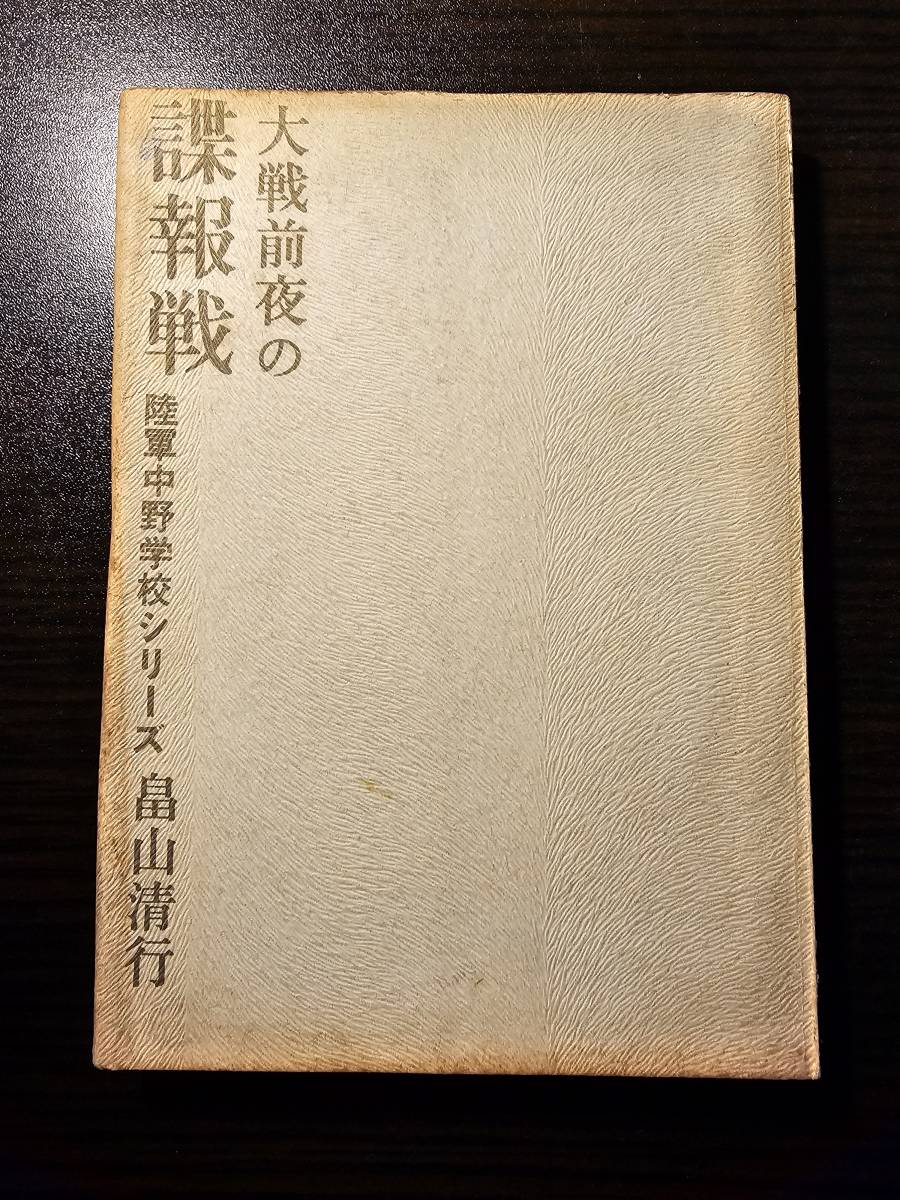 大戦前夜の
諜報戦
陸軍中野学校シリーズ
畠山清行